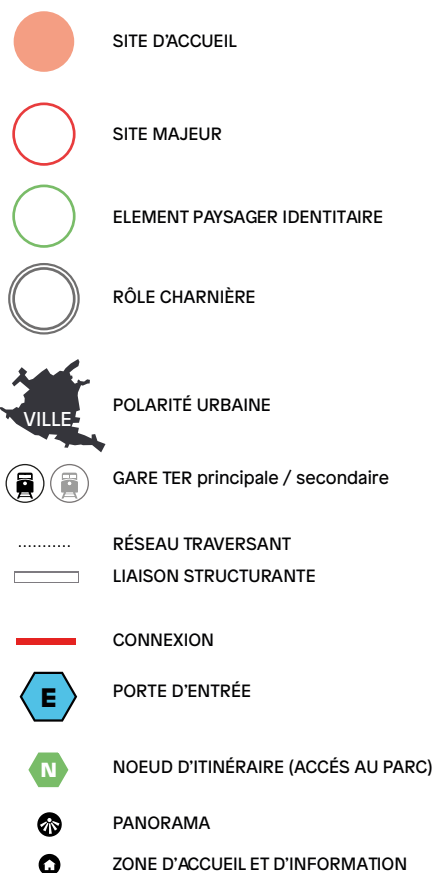 SITE D'ACCUEIL
SITE MAJEUR
ELEMENT PAYSAGER IDENTITAIRE
RÔLE CHARNIÈRE
VILLE
POLARITÉ URBAINE
GARE TER principale / secondaire
RÉSEAU TRAVERSANT
LIAISON STRUCTURANTE
CONNEXION
E
PORTE D'ENTRÉE
N
NOEUD D'ITINÉRAIRE (ACCÉS AU PARC)
PANORAMA
ZONE D'ACCUEIL ET D'INFORMATION